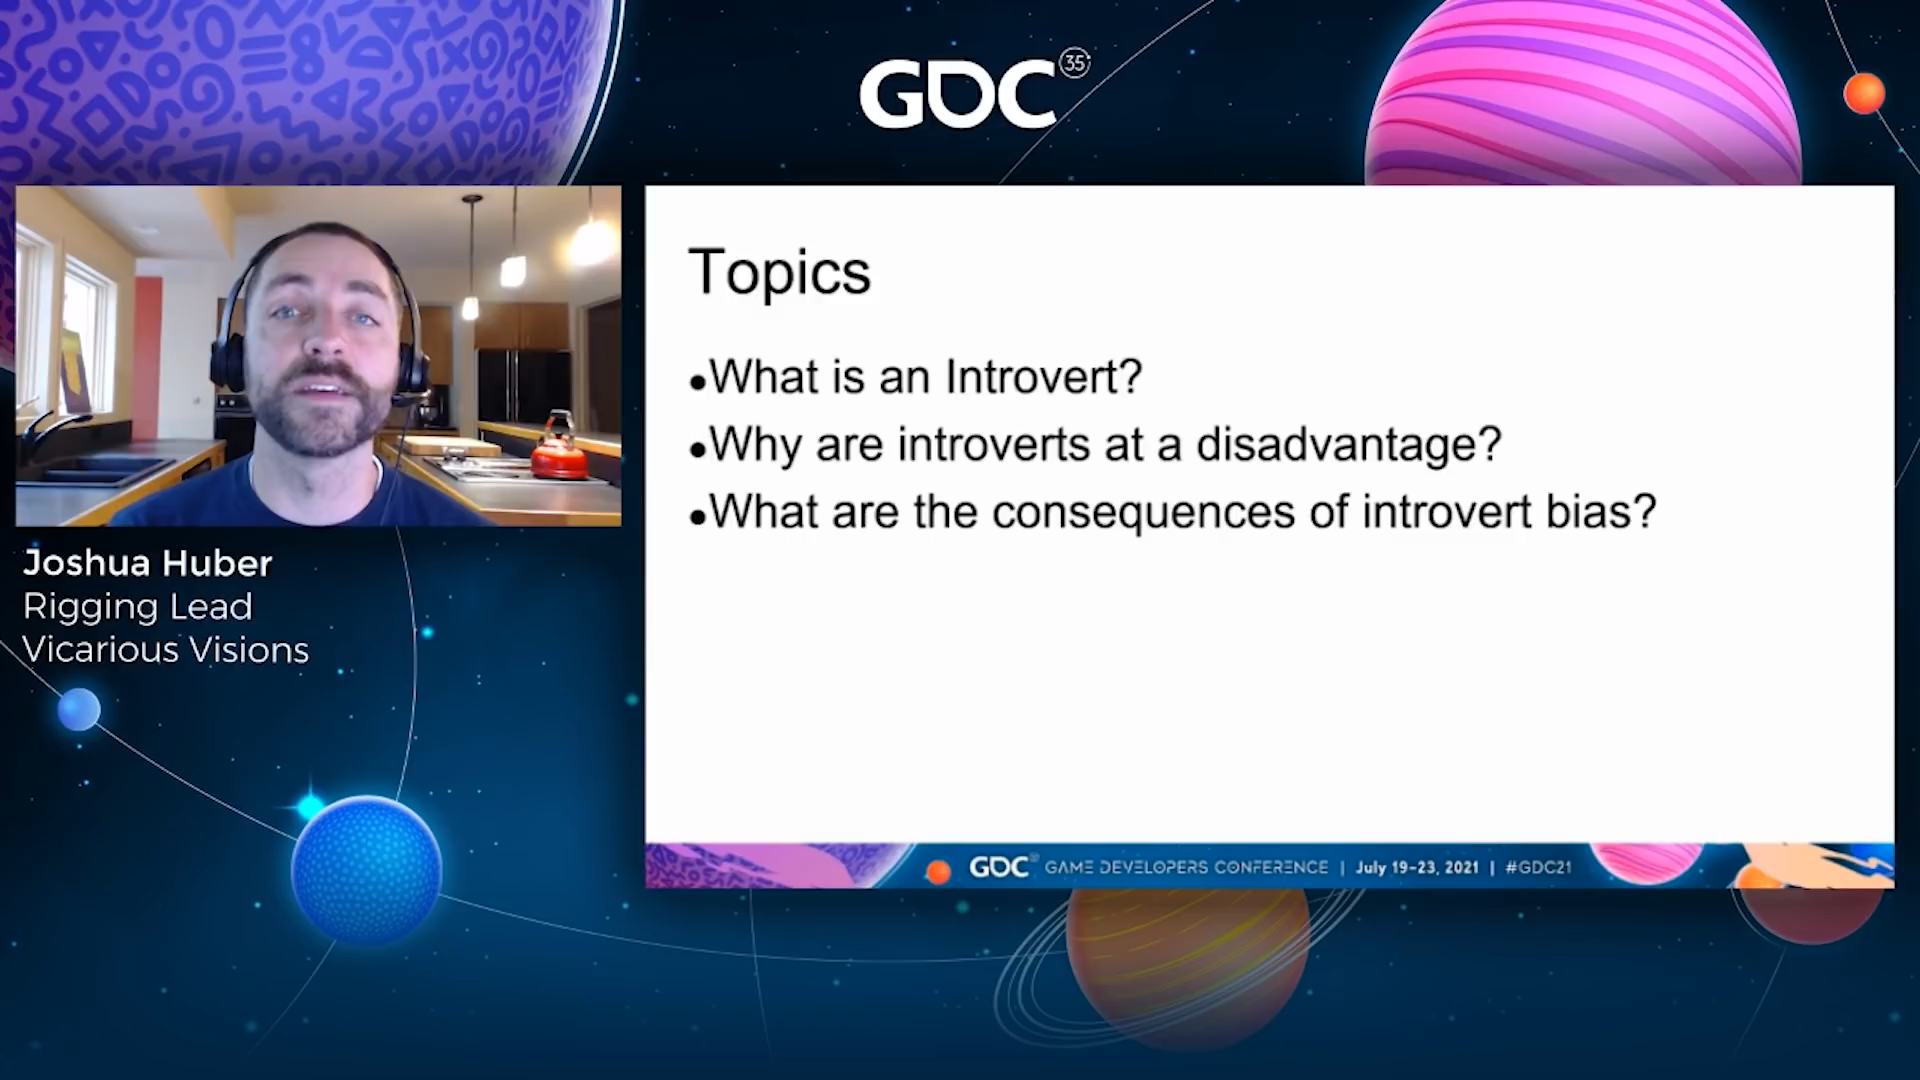 GDC 35
Joshua Huber
Rigging Lead
Vicarious Visions
Topics
•What is an Introvert?
•Why are introverts at a disadvantage?
•What are the consequences of introvert bias?
GDC GAME DEVELOPERS CONFERENCE | July 19-23, 2021 | #GDC21